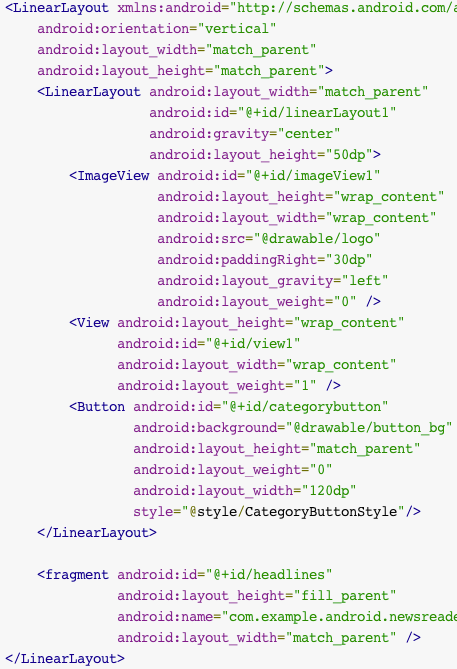 <LinearLayout xmlns:android="http://schemas.android.com/a
    android:orientation="vertical"
    android:layout_width="match_parent"
    android:layout_height="match_parent">
    <LinearLayout android:layout_width="match_parent"
                  android:id="@+id/linearLayout1"
                  android:gravity="center"
                  android:layout_height="50dp">
        <ImageView android:id="@+id/imageView1"
                   android:layout_height="wrap_content"
                   android:layout_width="wrap_content"
                   android:src="@drawable/logo"
                   android:paddingRight="30dp"
                   android:layout_gravity="left"
                   android:layout_weight="0" />
        <View android:layout_height="wrap_content"
              android:id="@+id/view1"
              android:layout_width="wrap_content"
              android:layout_weight="1" />
        <Button android:id="@+id/categorybutton"
                android:background="@drawable/button_bg"
                android:layout_height="match_parent"
                android:layout_weight="0"
                android:layout_width="120dp"
                style="@style/CategoryButtonStyle"/>
    </LinearLayout>

    <fragment android:id="@+id/headlines"
              android:layout_height="fill_parent"
              android:name="com.example.android.newsreade
              android:layout_width="match_parent" />
</LinearLayout>